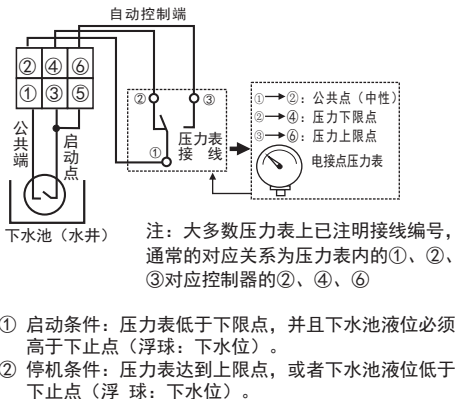 自动控制端
② ④ ⑥
① ③ ⑤
公共端
启动点
下水池（水井）
② ③
①
压力表
接 线
①→②：公共点（中性）
②→④：压力下限点
③→⑥：压力上限点
电接点压力表
注：大多数压力表上已注明接线编号，
通常的对应关系为压力表内的①、②、
③对应控制器的②、④、⑥
① 启动条件：压力表低于下限点，并且下水池液位必须
高于下止点（浮球：下水位）。
② 停机条件：压力表达到上限点，或者下水池液位低于
下止点（浮 球：下水位）。